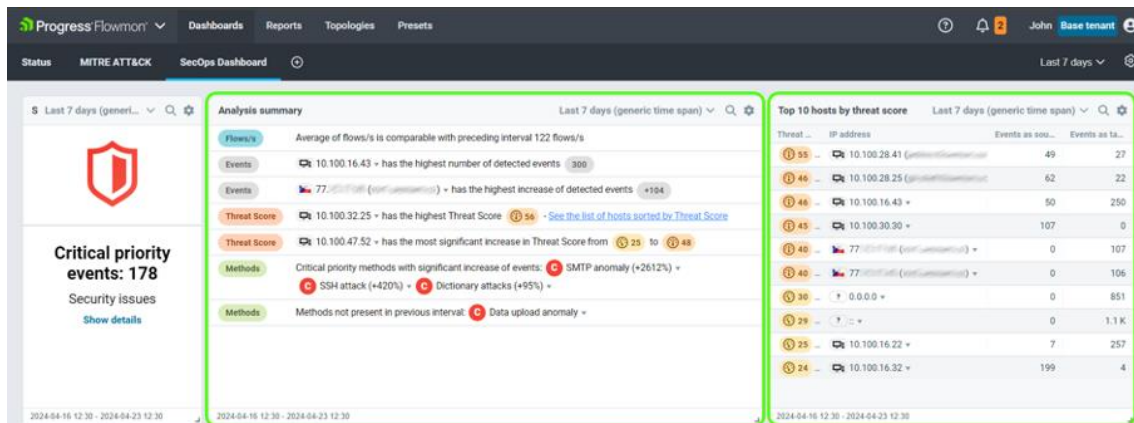 Progress Flowmon Dashboards Reports Topologies Presets 2 John Base tenant
Status MITRE ATT&CK SecOps Dashboard Last 7 days
S Last 7 days (generi...
Critical priority
events: 178
Security issues
Show details
2024-04-16 12:30 - 2024-04-23 12:30
Analysis summary Last 7 days (generic time span)
Flows/s Average of flows/s is comparable with preceding interval 122 flows/s
Events 10.100.16.43 has the highest number of detected events 300
Events 77. has the highest increase of detected events +104
Threat Score 10.100.32.25 has the highest Threat Score 56 - See the list of hosts sorted by Threat Score
Threat Score 10.100.47.52 has the most significant increase in Threat Score from 25 to 48
Methods Critical priority methods with significant increase of events: C SMTP anomaly (+2612%)
C SSH attack (+420%) C Dictionary attacks (+95%)
Methods Methods not present in previous interval: C Data upload anomaly
2024-04-16 12:30 - 2024-04-23 12:30
Top 10 hosts by threat score Last 7 days (generic time span)
Threat ... IP address Events as sou... Events as ta...
55 ... 10.100.28.41 ( 49 27
46 ... 10.100.28.25 ( 62 22
46 ... 10.100.16.43 50 250
45 ... 10.100.30.30 107 0
40 ... 77 0 107
40 ... 77 0 106
30 ... ? 0.0.0.0 0 851
29 ... ? :: 0 1.1 K
25 ... 10.100.16.22 7 257
24 ... 10.100.16.32 199 4
2024-04-16 12:30 - 2024-04-23 12:30